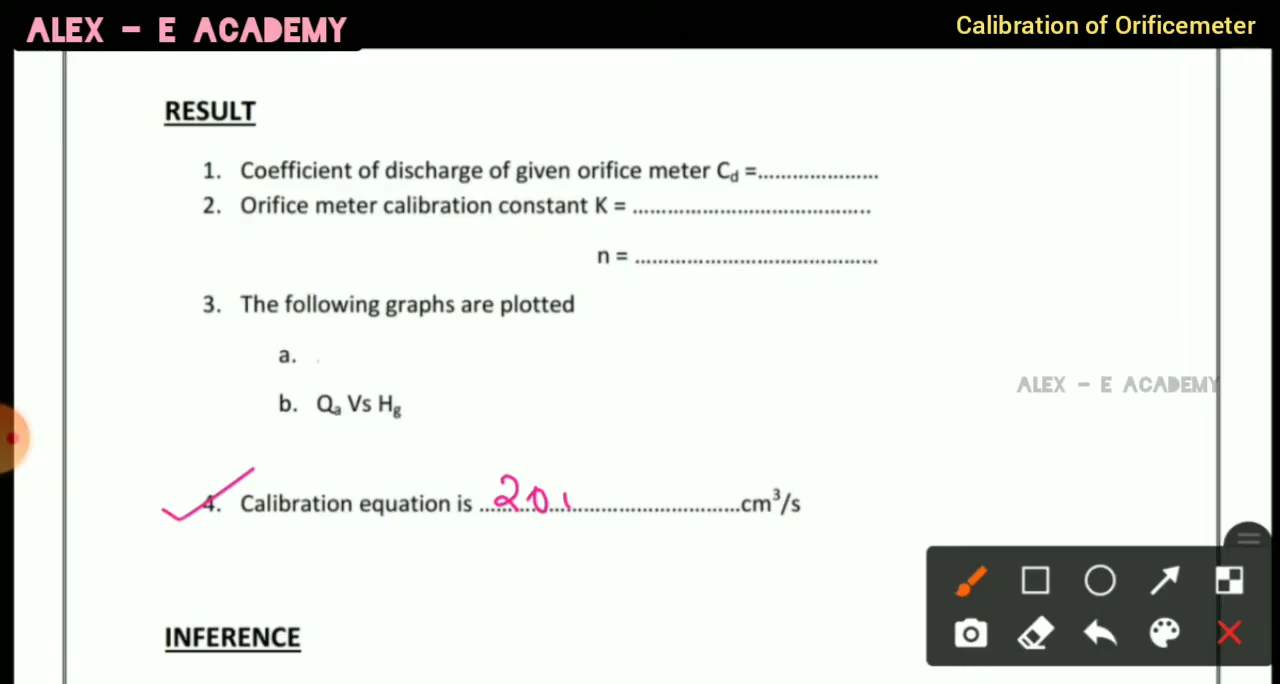 ALEX - E ACADEMY
Calibration of Orificemeter
RESULT
1. Coefficient of discharge of given orifice meter Cd =.....................
2. Orifice meter calibration constant K = .........................................
n = ..........................................
3. The following graphs are plotted
a.
ALEX - E ACADEMY
b. Qa Vs Hg
4. Calibration equation is ..............................................cm³/s
INFERENCE